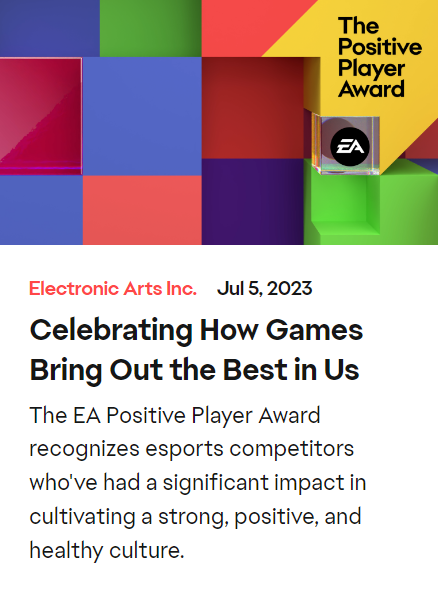 The
Positive
Player
Award
EA
Electronic Arts Inc. Jul 5, 2023
Celebrating How Games
Bring Out the Best in Us
The EA Positive Player Award
recognizes esports competitors
who've had a significant impact in
cultivating a strong, positive, and
healthy culture.